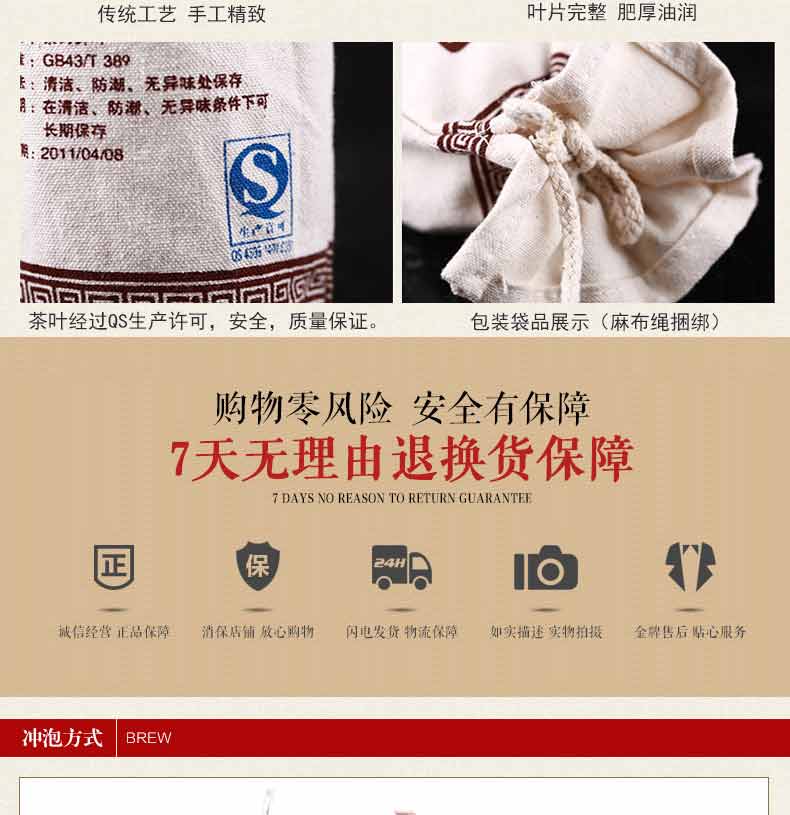 传统工艺 手工精致
叶片完整 肥厚油润
: GB43/T 389
: 清洁、防潮、无异味处保存
: 在清洁、防潮、无异味条件下可
长期保存
: 2011/04/08
QS
生产许可
茶叶经过QS生产许可，安全，质量保证。
包装袋品展示（麻布绳捆绑）
购物零风险 安全有保障
7天无理由退换货保障
7 DAYS NO REASON TO RETURN GUARANTEE
正
保
24H
诚信经营 正品保障
消保店铺 放心购物
闪电发货 物流保障
如实描述 实物拍摄
金牌售后 贴心服务
冲泡方式
BREW